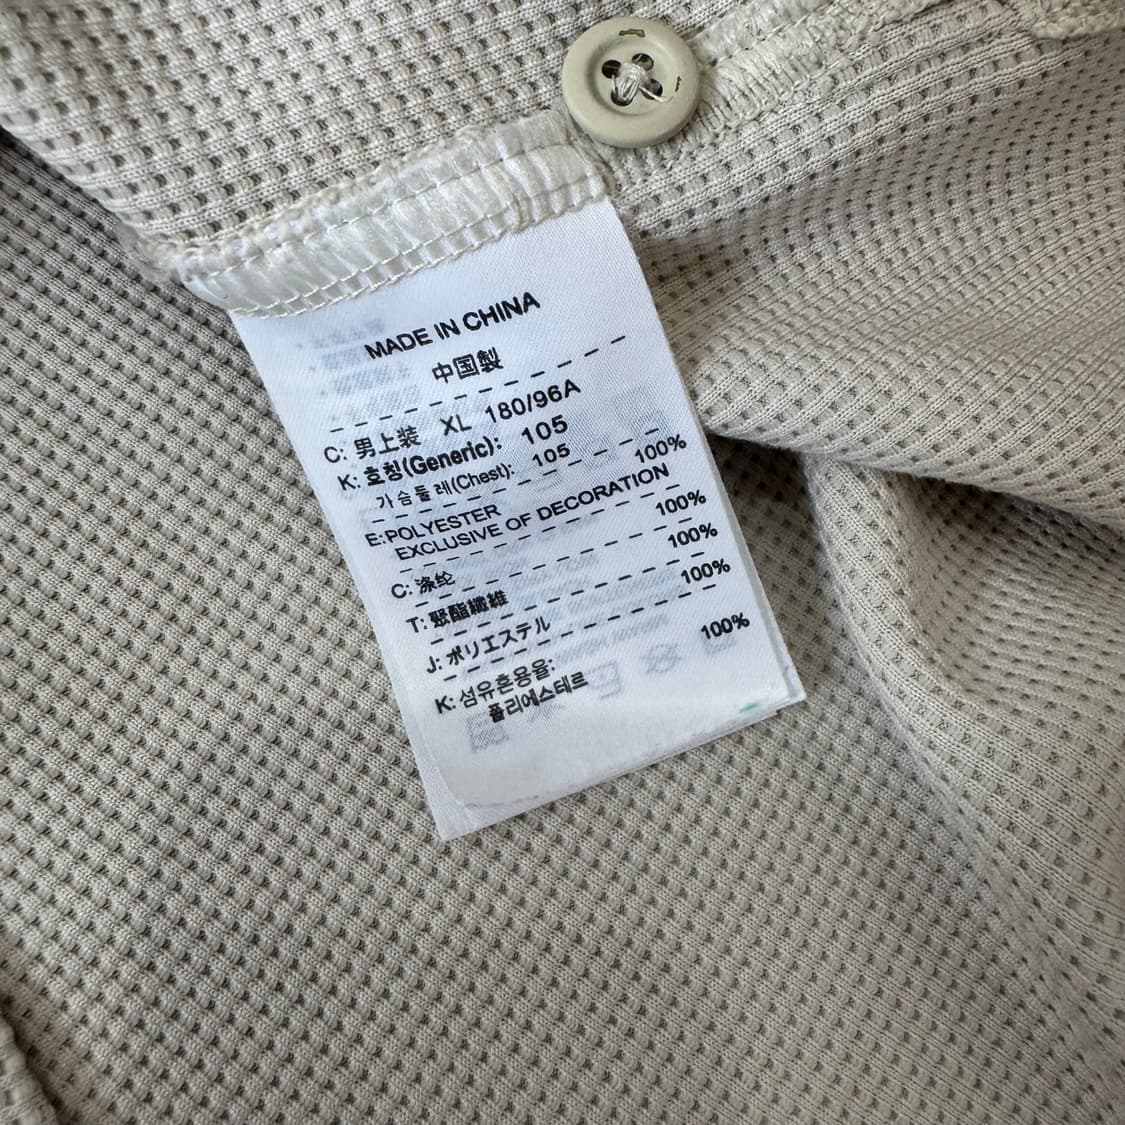 MADE IN CHINA
中国製
C: 男上装 XL 180/96A
K: 호칭(Generic): 105
가슴둘레(Chest): 105
E:POLYESTER 100%
EXCLUSIVE OF DECORATION
C: 涤纶 100%
T: 聚酯纖維 100%
J: ポリエステル 100%
K: 섬유혼용율:
폴리에스테르 100%